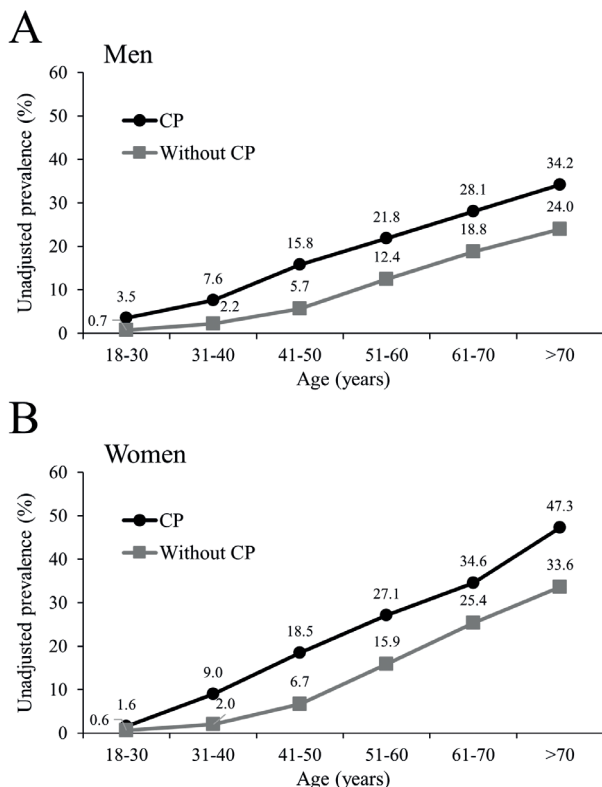 A
Men
60
50
40
30
20
10
0
Unadjusted prevalence (%)
CP
Without CP
3.5
7.6
15.8
21.8
28.1
34.2
0.7
2.2
5.7
12.4
18.8
24.0
18-30 31-40 41-50 51-60 61-70 >70
Age (years)
B
Women
60
50
40
30
20
10
0
Unadjusted prevalence (%)
CP
Without CP
1.6
9.0
18.5
27.1
34.6
47.3
0.6
2.0
6.7
15.9
25.4
33.6
18-30 31-40 41-50 51-60 61-70 >70
Age (years)